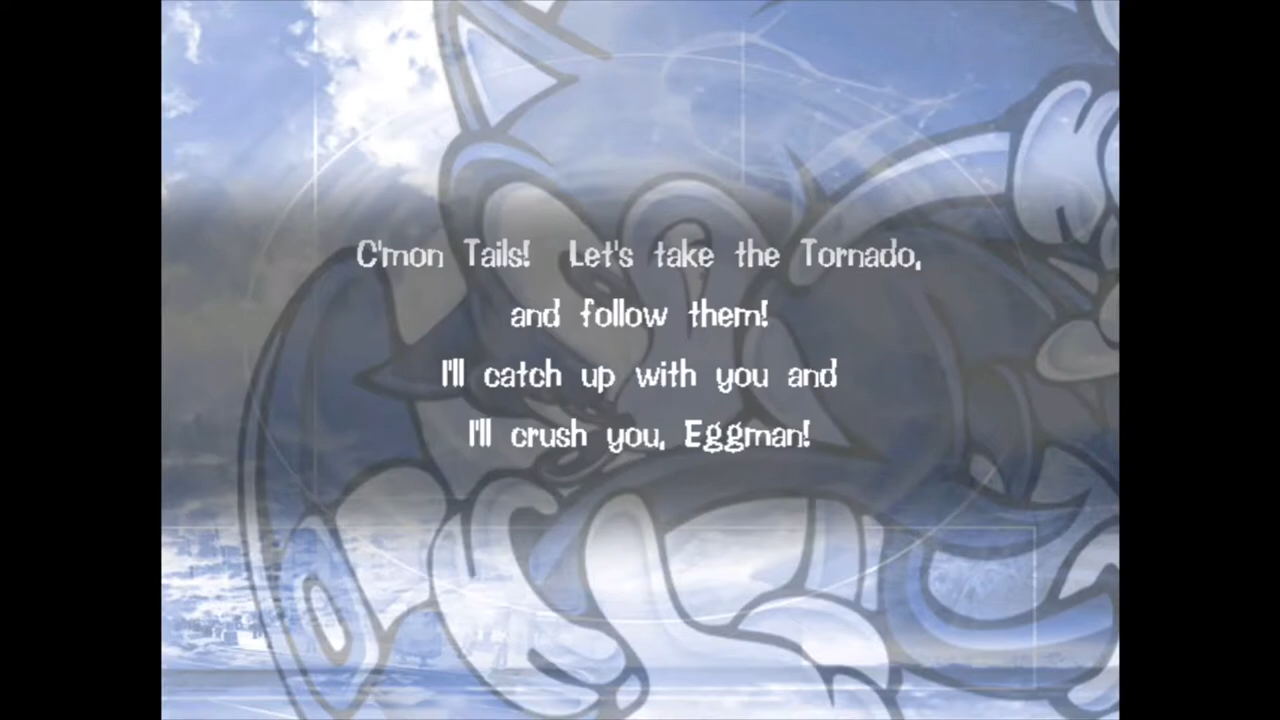 C'mon Tails! Let's take the Tornado,
and follow them!
I'll catch up with you and
I'll crush you, Eggman!